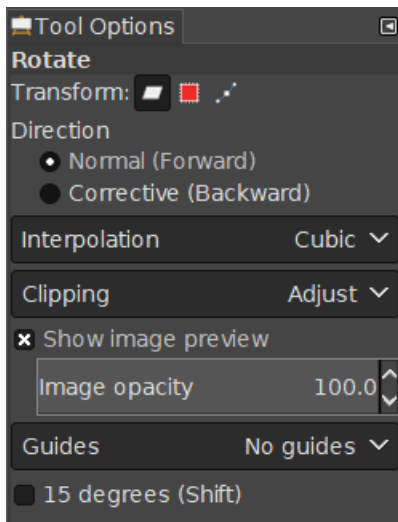 Tool Options
Rotate
Transform:
Direction
Normal (Forward)
Corrective (Backward)
Interpolation Cubic
Clipping Adjust
Show image preview
Image opacity 100.0
Guides No guides
15 degrees (Shift)